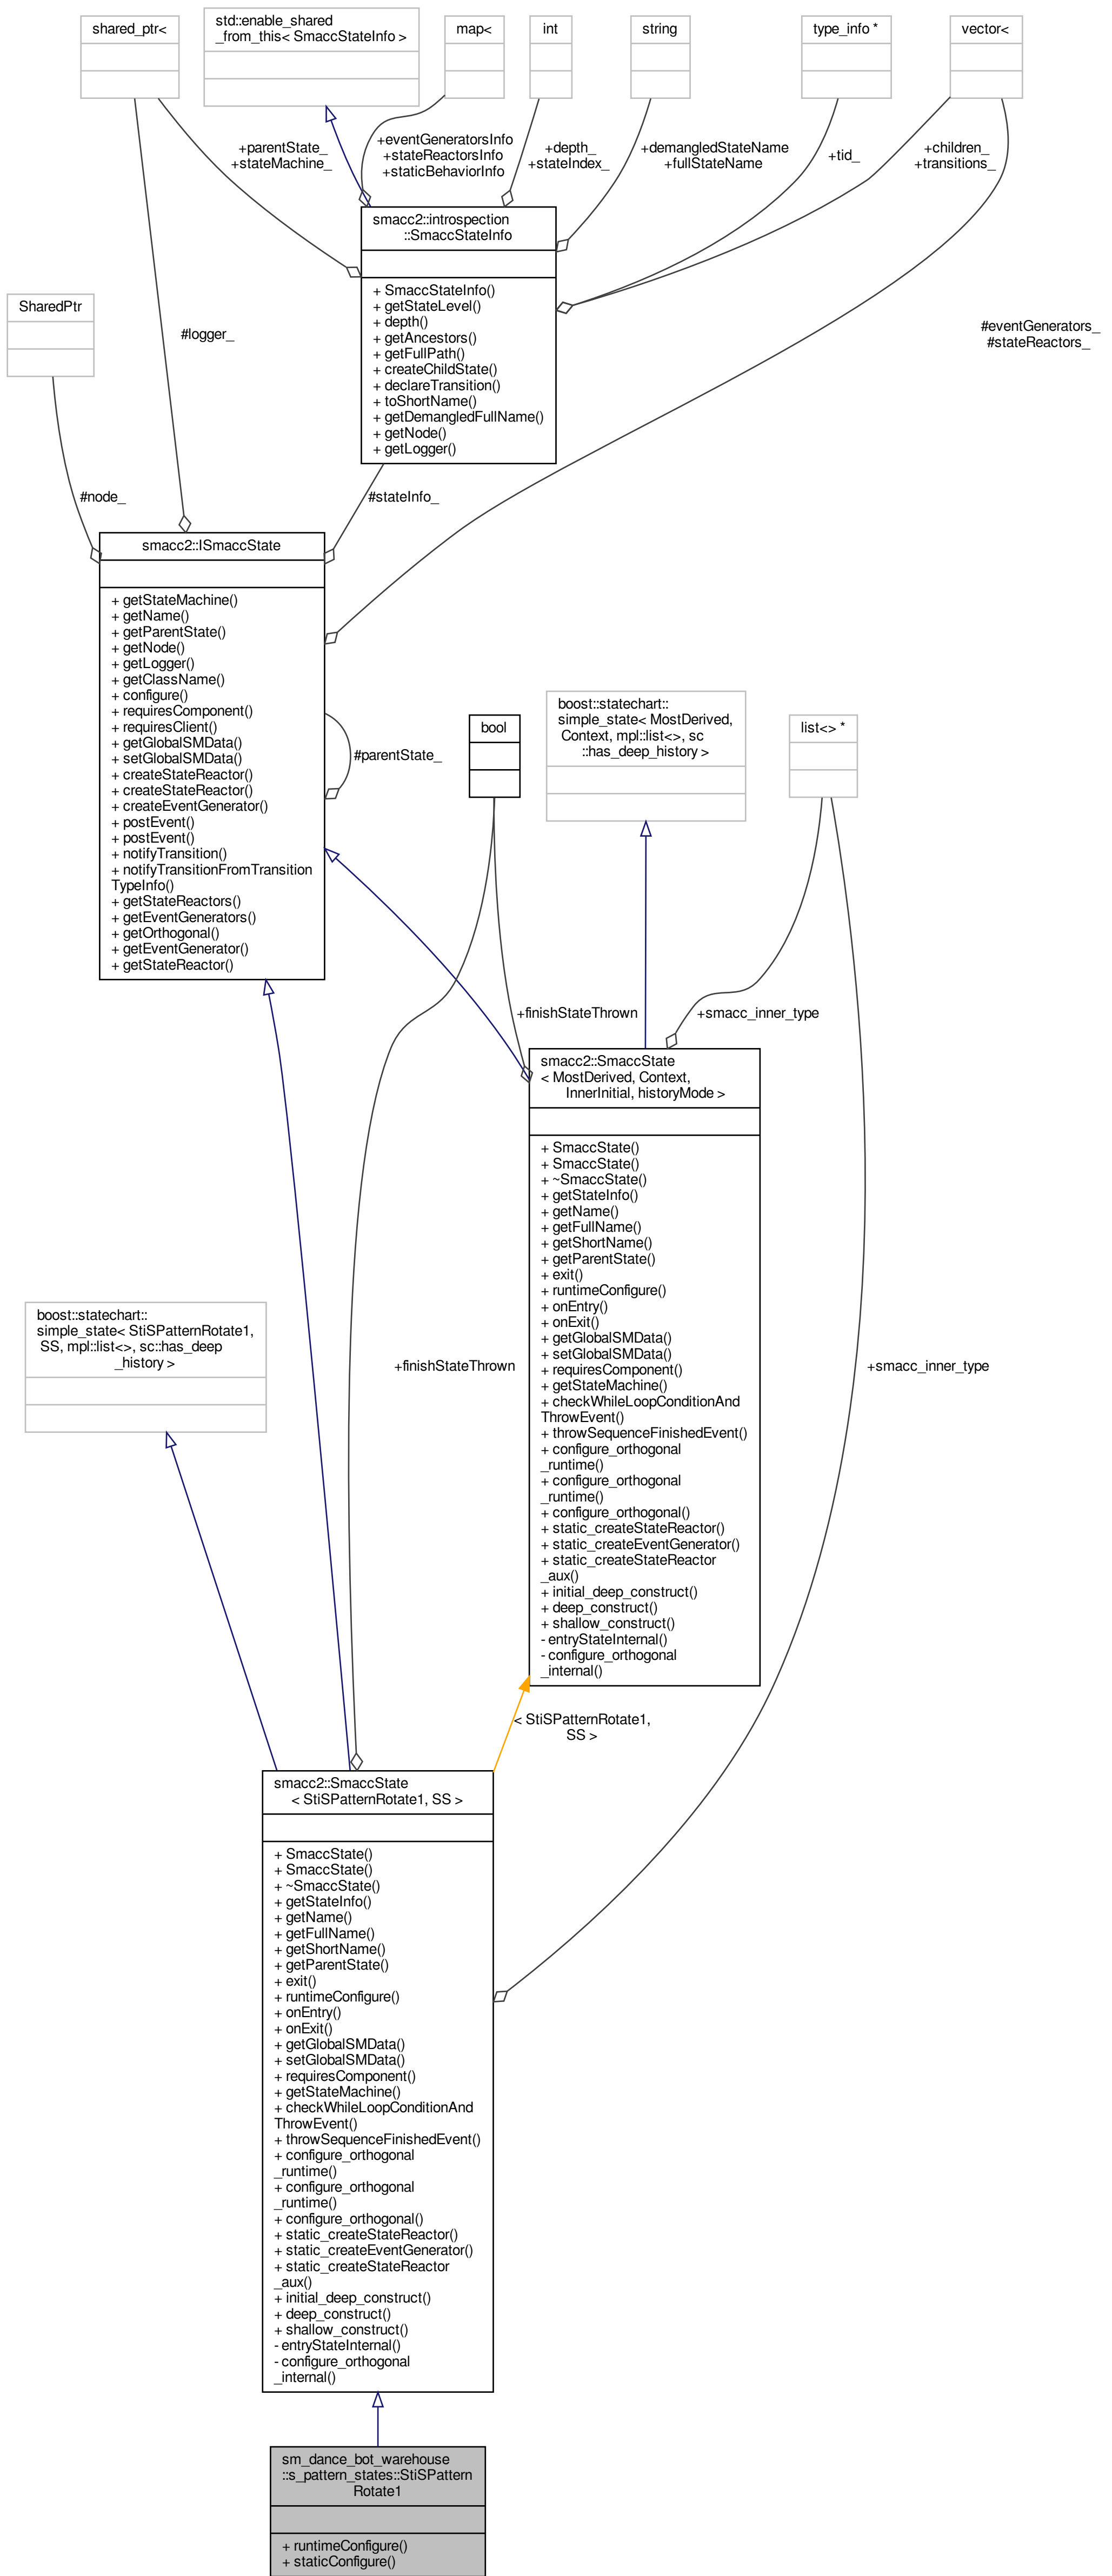 shared_ptr<
std::enable_shared
_from_this< SmaccStateInfo >
map<
int
string
type_info *
vector<
+parentState_
+stateMachine_
+eventGeneratorsInfo
+stateReactorsInfo
+staticBehaviorInfo
+depth_
+stateIndex_
+demangledStateName
+fullStateName
+tid_
+children_
+transitions_
smacc2::introspection
::SmaccStateInfo
+ SmaccStateInfo()
+ getStateLevel()
+ depth()
+ getAncestors()
+ getFullPath()
+ createChildState()
+ declareTransition()
+ toShortName()
+ getDemangledFullName()
+ getNode()
+ getLogger()
SharedPtr
#logger_
#eventGenerators_
#stateReactors_
#node_
#stateInfo_
smacc2::ISmaccState
+ getStateMachine()
+ getName()
+ getParentState()
+ getNode()
+ getLogger()
+ getClassName()
+ configure()
+ requiresComponent()
+ requiresClient()
+ getGlobalSMData()
+ setGlobalSMData()
+ createStateReactor()
+ createStateReactor()
+ createEventGenerator()
+ postEvent()
+ postEvent()
+ notifyTransition()
+ notifyTransitionFromTransition
TypeInfo()
+ getStateReactors()
+ getEventGenerators()
+ getOrthogonal()
+ getEventGenerator()
+ getStateReactor()
#parentState_
bool
boost::statechart::
simple_state< MostDerived,
Context, mpl::list<>, sc
::has_deep_history >
list<> *
+finishStateThrown
+smacc_inner_type
smacc2::SmaccState
< MostDerived, Context,
InnerInitial, historyMode >
+ SmaccState()
+ SmaccState()
+ ~SmaccState()
+ getStateInfo()
+ getName()
+ getFullName()
+ getShortName()
+ getParentState()
+ exit()
+ runtimeConfigure()
+ onEntry()
+ onExit()
+ getGlobalSMData()
+ setGlobalSMData()
+ requiresComponent()
+ getStateMachine()
+ checkWhileLoopConditionAnd
ThrowEvent()
+ throwSequenceFinishedEvent()
+ configure_orthogonal
_runtime()
+ configure_orthogonal
_runtime()
+ configure_orthogonal()
+ static_createStateReactor()
+ static_createEventGenerator()
+ static_createStateReactor
_aux()
+ initial_deep_construct()
+ deep_construct()
+ shallow_construct()
- entryStateInternal()
- configure_orthogonal
_internal()
boost::statechart::
simple_state< StiSPatternRotate1,
SS, mpl::list<>, sc::has_deep
_history >
+finishStateThrown
+smacc_inner_type
< StiSPatternRotate1,
SS >
smacc2::SmaccState
< StiSPatternRotate1, SS >
+ SmaccState()
+ SmaccState()
+ ~SmaccState()
+ getStateInfo()
+ getName()
+ getFullName()
+ getShortName()
+ getParentState()
+ exit()
+ runtimeConfigure()
+ onEntry()
+ onExit()
+ getGlobalSMData()
+ setGlobalSMData()
+ requiresComponent()
+ getStateMachine()
+ checkWhileLoopConditionAnd
ThrowEvent()
+ throwSequenceFinishedEvent()
+ configure_orthogonal
_runtime()
+ configure_orthogonal
_runtime()
+ configure_orthogonal()
+ static_createStateReactor()
+ static_createEventGenerator()
+ static_createStateReactor
_aux()
+ initial_deep_construct()
+ deep_construct()
+ shallow_construct()
- entryStateInternal()
- configure_orthogonal
_internal()
sm_dance_bot_warehouse
::s_pattern_states::StiSPattern
Rotate1
+ runtimeConfigure()
+ staticConfigure()